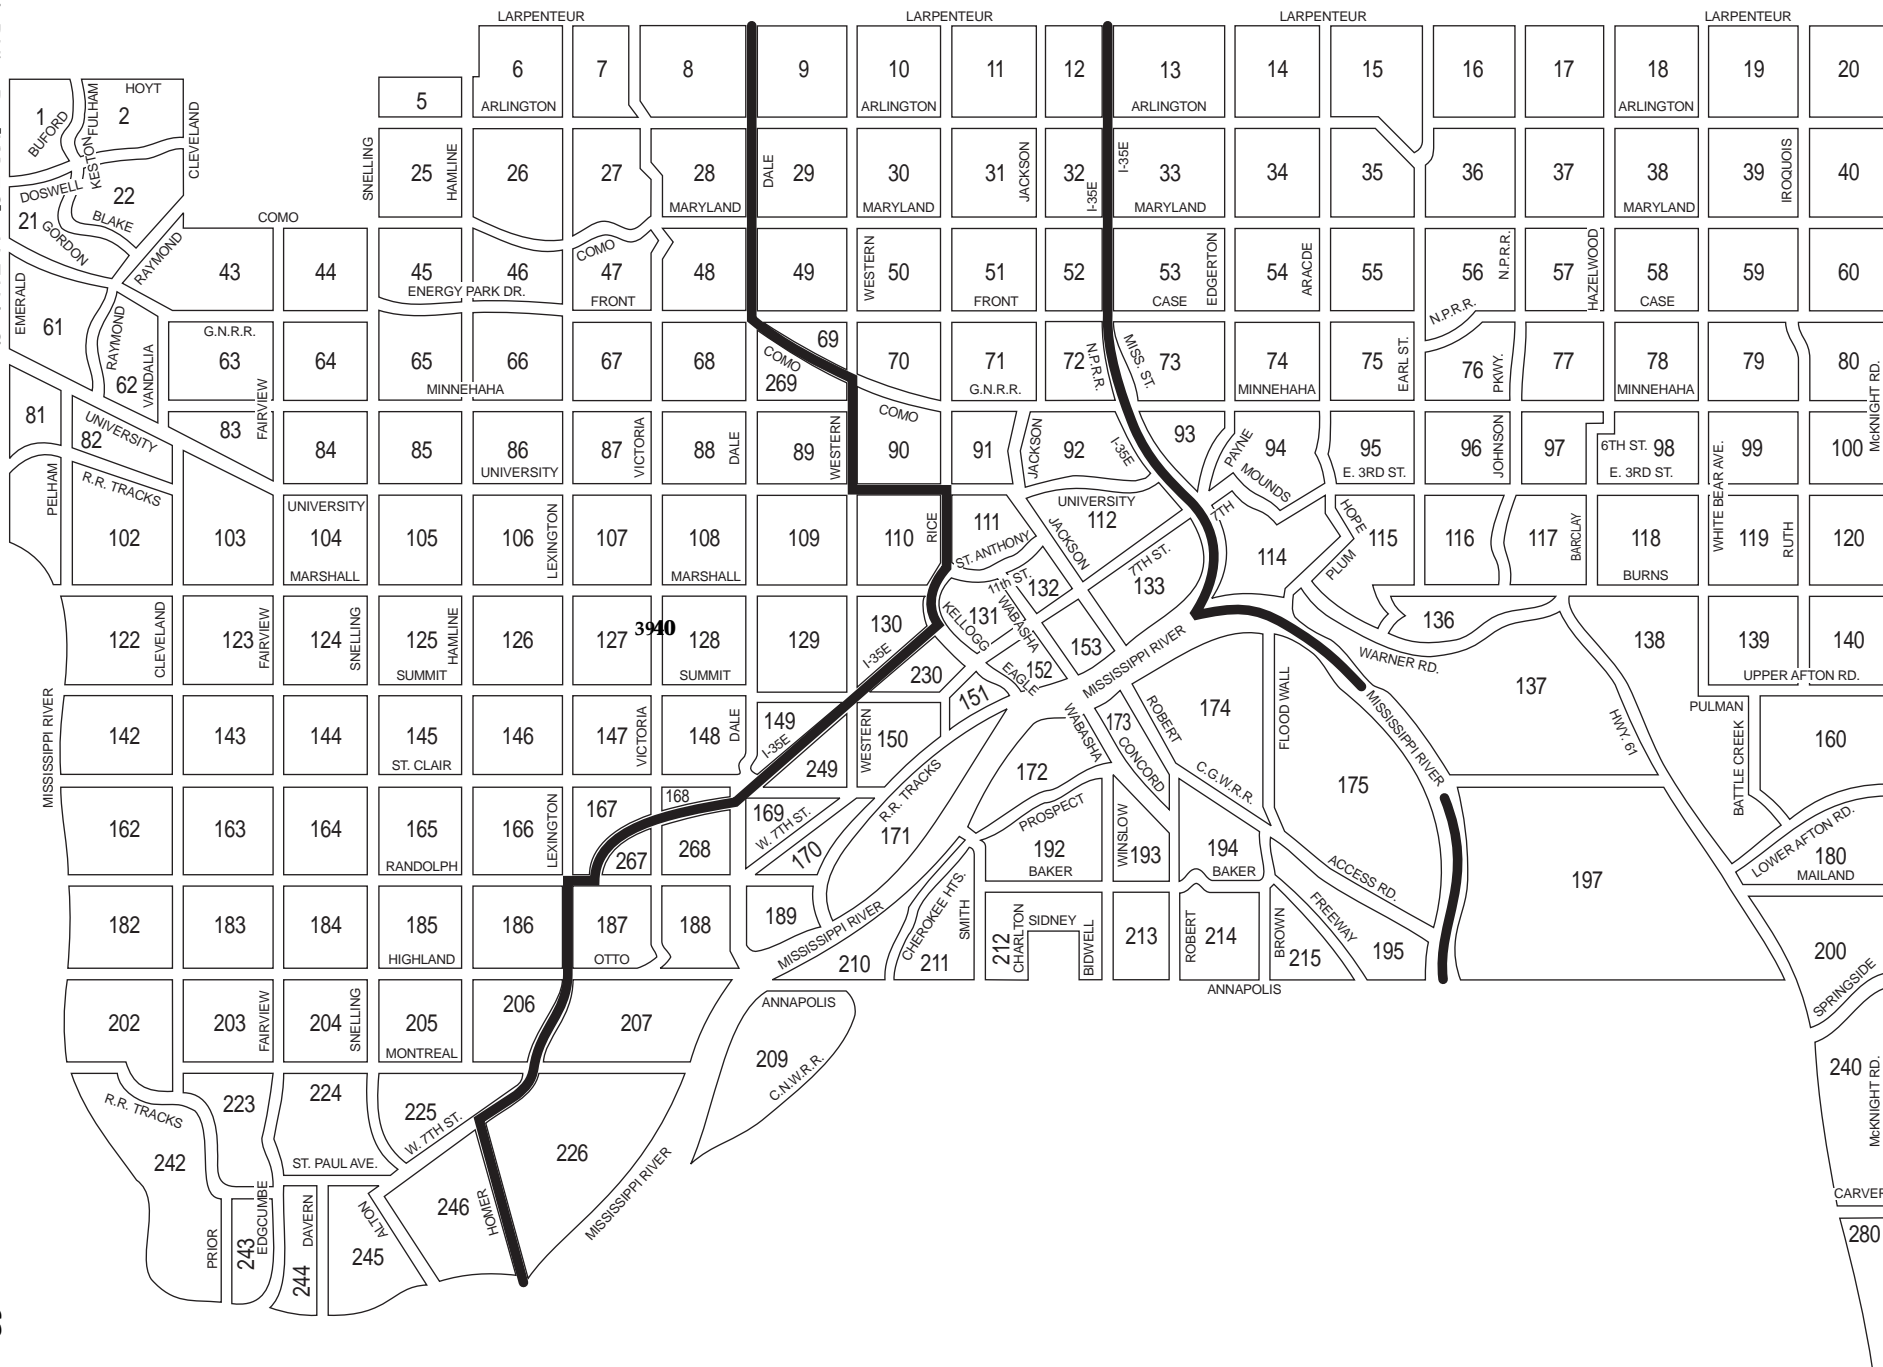 LARPENTEUR LARPENTEUR LARPENTEUR LARPENTEUR
6 7 8 9 10 11 12 13 14 15 16 17 18 19 20
5 ARLINGTON ARLINGTON ARLINGTON ARLINGTON
1 BUFORD KESTON FULHAM HOYT 2 CLEVELAND
SNELLING 25 HAMLINE 26 27 28 DALE 29 30 31 JACKSON 32 I-35E I-35E 33 34 35 36 37 38 39 IROQUOIS 40
MARYLAND MARYLAND MARYLAND MARYLAND
DOSWELL 22 BLAKE
21 GORDON RAYMOND COMO COMO
43 44 45 46 47 48 49 WESTERN 50 51 52 53 EDGERTON 54 ARACDE 55 56 N.P.R.R. 57 HAZELWOOD 58 59 60
ENERGY PARK DR. FRONT FRONT CASE N.P.R.R. CASE
EMERALD 61 RAYMOND 62 VANDALIA
G.N.R.R.
63 FAIRVIEW 64 65 66 67 68 COMO 69 269 70 71 72 N.P.R.R. MISS. ST. 73 74 75 EARL ST. 76 PKWY. 77 78 79 80 McKNIGHT RD.
MINNEHAHA G.N.R.R. MINNEHAHA MINNEHAHA
81 82 UNIVERSITY 83 84 85 86 87 VICTORIA 88 DALE 89 WESTERN COMO 90 91 JACKSON 92 I-35E 93 PAYNE 94 MOUNDS 95 96 JOHNSON 97 6TH ST. 98 99 100
UNIVERSITY E. 3RD ST. E. 3RD ST. WHITE BEAR AVE.
PELHAM R.R. TRACKS
UNIVERSITY
102 103 104 105 106 LEXINGTON 107 108 109 110 RICE 111 ST. ANTHONY JACKSON UNIVERSITY 112 7TH 7TH ST. 114 HOPE PLUM 115 116 117 BARCLAY 118 119 RUTH 120
MARSHALL MARSHALL BURNS
11th ST. 132 133
122 CLEVELAND 123 FAIRVIEW 124 SNELLING 125 HAMLINE 126 127 3940 128 129 130 I-35E KELLOGG 131 WABASHA 153 MISSISSIPPI RIVER WARNER RD. 136 138 139 140
SUMMIT SUMMIT 230 EAGLE 152 UPPER AFTON RD.
MISSISSIPPI RIVER 151 137 HWY. 61 PULMAN
142 143 144 145 146 147 VICTORIA 148 DALE 149 I-35E 249 WESTERN 150 R.R. TRACKS 172 WABASHA 173 CONCORD ROBERT 174 FLOOD WALL MISSISSIPPI RIVER BATTLE CREEK 160
ST. CLAIR C.G.W.R.R. 175
162 163 164 165 166 LEXINGTON 167 168 267 268 169 W. 7TH ST. 170 171 PROSPECT 192 WINSLOW 193 194 ACCESS RD. 197 LOWER AFTON RD. 180
RANDOLPH BAKER BAKER MAILAND
182 183 184 185 186 187 188 189 MISSISSIPPI RIVER 210 CHEROKEE HTS. 211 SMITH 212 CHARLTON SIDNEY BIDWELL 213 ROBERT 214 BROWN 215 FREEWAY 195 200 SPRINGSIDE
HIGHLAND OTTO
ANNAPOLIS ANNAPOLIS
202 203 FAIRVIEW 204 SNELLING 205 206 207 209 C.N.W.R.R.
MONTREAL 240 McKNIGHT RD.
R.R. TRACKS 223 224 225 W. 7TH ST. 226 MISSISSIPPI RIVER
242 ST. PAUL AVE.
CARVER
PRIOR 243 EDGCUMBE 244 DAVERN 245 ALTON 246 HOMER
280